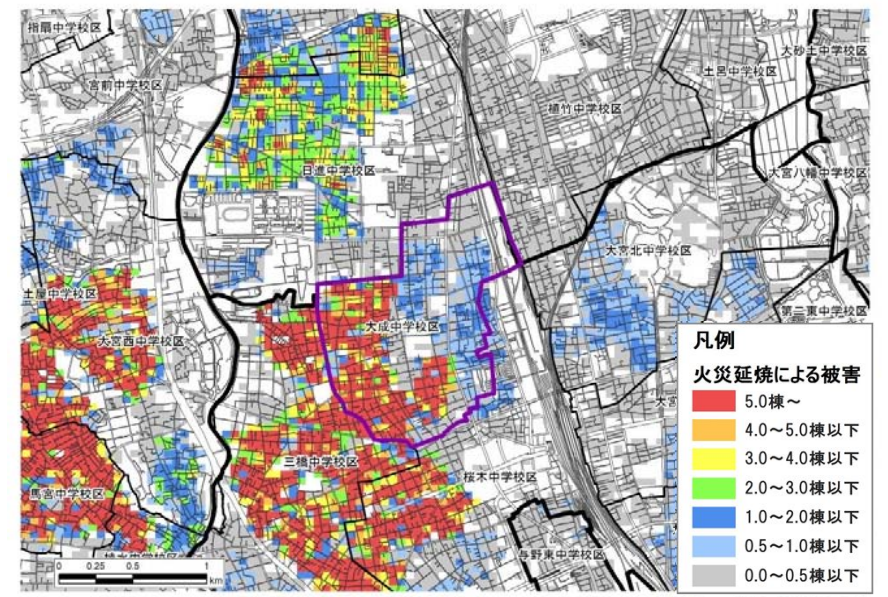 指扇中学校区
大砂土中学校区
土呂中学校区
宮前中学校区
植竹中学校区
日進中学校区
大宮八幡中学校区
大宮北中学校区
土屋中学校区
第二東中学校区
大成中学校区
大宮西中学校区
三橋中学校区
桜木中学校区
馬宮中学校区
与野東中学校区
凡例
火災延焼による被害
5.0棟～
4.0～5.0棟以下
3.0～4.0棟以下
2.0～3.0棟以下
1.0～2.0棟以下
0.5～1.0棟以下
0.0～0.5棟以下
0 0.25 0.5 1
km